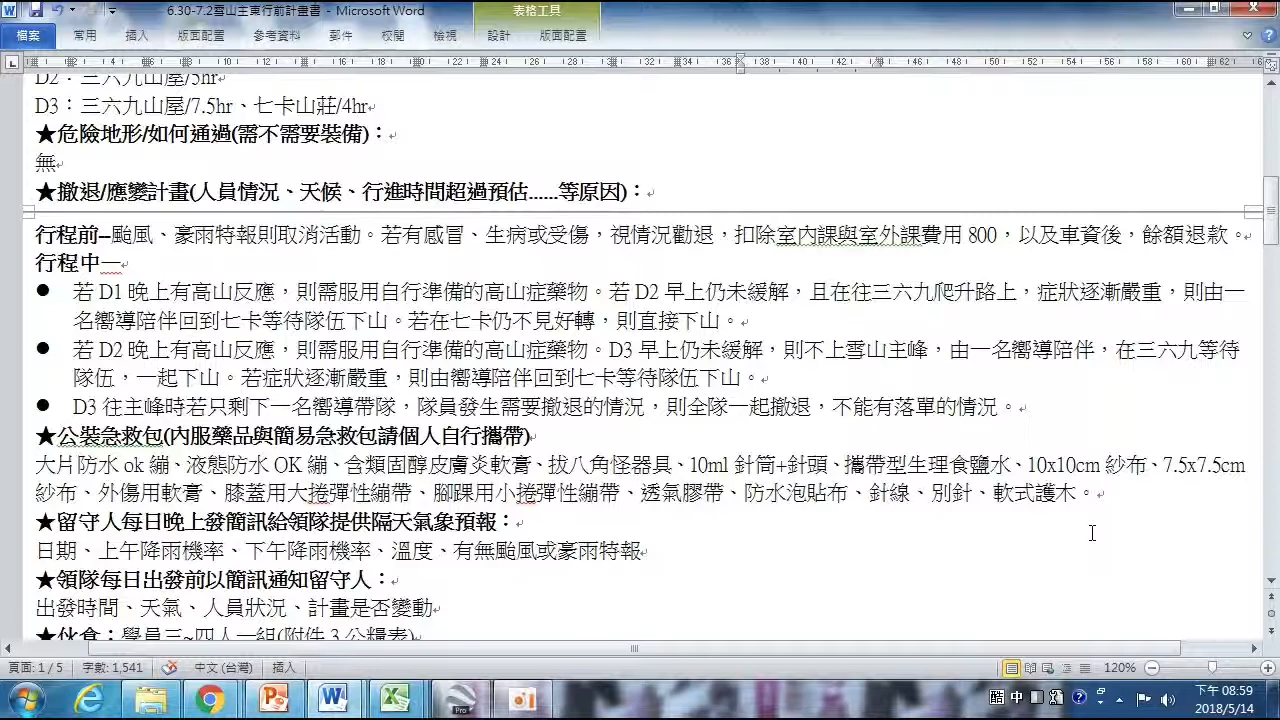 6.30-7.2雪山主東行前計畫書 - Microsoft Word
表格工具
檔案 常用 插入 版面配置 參考資料 郵件 校閱 檢視 設計 版面配置
D2：三六九山屋/5hr
D3：三六九山屋/7.5hr、七卡山莊/4hr
★危險地形/如何通過(需不需要裝備)：
無
★撤退/應變計畫(人員情況、天候、行進時間超過預估......等原因)：
行程前--颱風、豪雨特報則取消活動。若有感冒、生病或受傷，視情況勸退，扣除室內課與室外課費用 800，以及車資後，餘額退款。
行程中—
● 若 D1 晚上有高山反應，則需服用自行準備的高山症藥物。若 D2 早上仍未緩解，且在往三六九爬升路上，症狀逐漸嚴重，則由一
名嚮導陪伴回到七卡等待隊伍下山。若在七卡仍不見好轉，則直接下山。
● 若 D2 晚上有高山反應，則需服用自行準備的高山症藥物。D3 早上仍未緩解，則不上雪山主峰，由一名嚮導陪伴，在三六九等待
隊伍，一起下山。若症狀逐漸嚴重，則由嚮導陪伴回到七卡等待隊伍下山。
● D3 往主峰時若只剩下一名嚮導帶隊，隊員發生需要撤退的情況，則全隊一起撤退，不能有落單的情況。
★公裝急救包(內服藥品與簡易急救包請個人自行攜帶)
大片防水 ok 繃、液態防水 OK 繃、含類固醇皮膚炎軟膏、拔八角怪器具、10ml 針筒+針頭、攜帶型生理食鹽水、10x10cm 紗布、7.5x7.5cm
紗布、外傷用軟膏、膝蓋用大捲彈性繃帶、腳踝用小捲彈性繃帶、透氣膠帶、防水泡貼布、針線、別針、軟式護木。
★留守人每日晚上發簡訊給領隊提供隔天氣象預報：
日期、上午降雨機率、下午降雨機率、溫度、有無颱風或豪雨特報
★領隊每日出發前以簡訊通知留守人：
出發時間、天氣、人員狀況、計畫是否變動
★伙食：學員三~四人一組(附件 3 公糧表)
頁面: 1 / 5 字數: 1,541 中文 (台灣) 插入 120%
Pro 酷 中 下午 08:59
2018/5/14